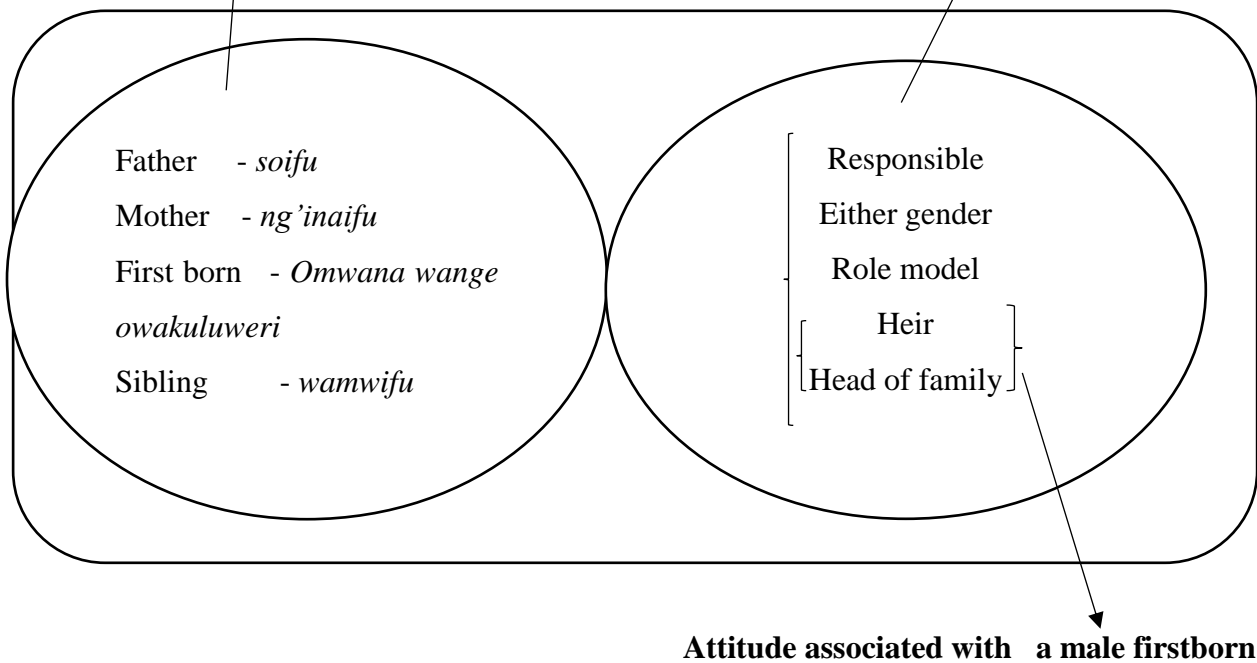 Father - soifu
Mother - ng’inaifu
First born - Omwana wange
owakuluweri
Sibling - wamwifu
Responsible
Either gender
Role model
Heir
Head of family
Attitude associated with a male firstborn